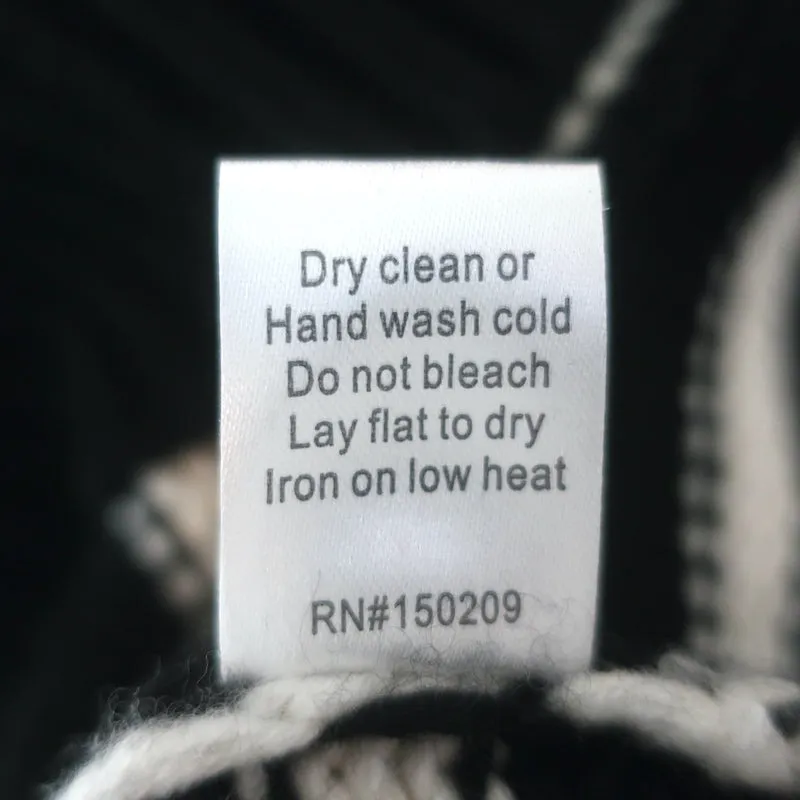 Dry clean or
Hand wash cold
Do not bleach
Lay flat to dry
Iron on low heat
RN#150209